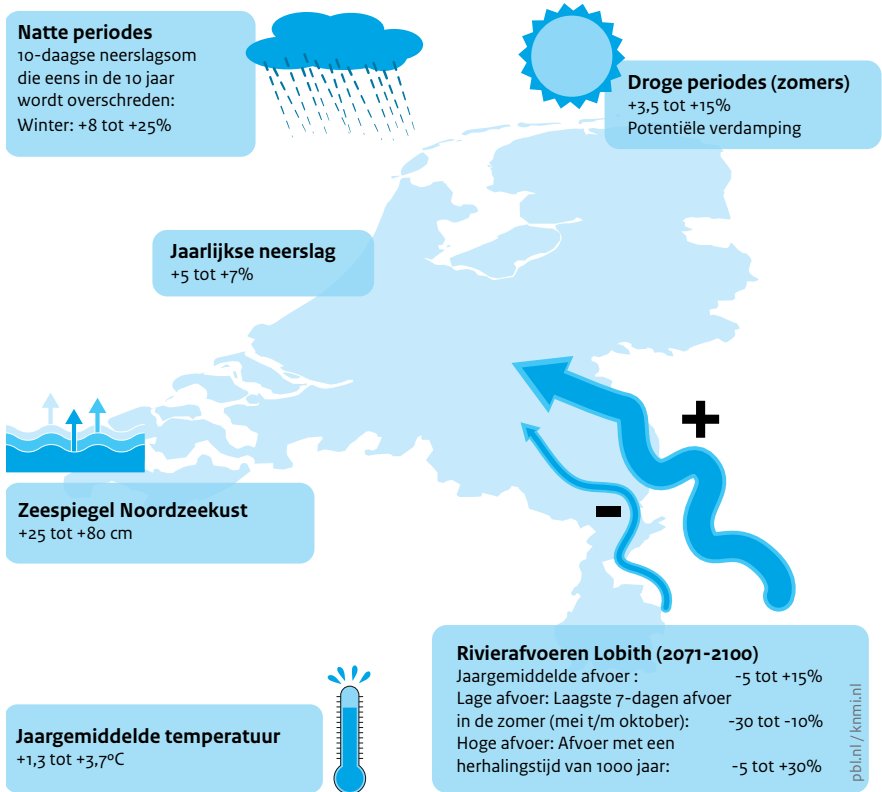 Natte periodes
10-daagse neerslagsom
die eens in de 10 jaar
wordt overschreden:
Winter: +8 tot +25%
Droge periodes (zomers)
+3,5 tot +15%
Potentiële verdamping
Jaarlijkse neerslag
+5 tot +7%
+
-
Zeespiegel Noordzeekust
+25 tot +80 cm
Jaargemiddelde temperatuur
+1,3 tot +3,7ºC
Rivierafvoeren Lobith (2071-2100)
Jaargemiddelde afvoer : -5 tot +15%
Lage afvoer: Laagste 7-dagen afvoer
in de zomer (mei t/m oktober): -30 tot -10%
Hoge afvoer: Afvoer met een
herhalingstijd van 1000 jaar: -5 tot +30%
pbl.nl / knmi.nl